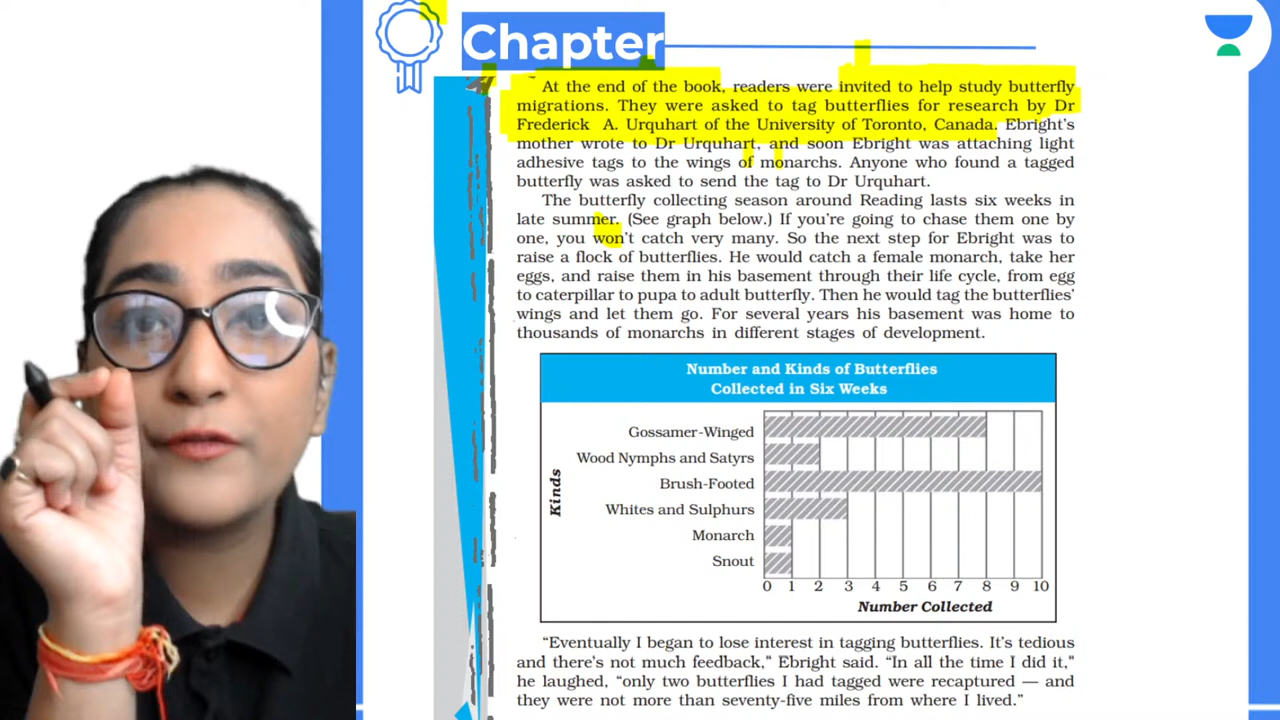 Chapter
At the end of the book, readers were invited to help study butterfly
migrations. They were asked to tag butterflies for research by Dr
Frederick A. Urquhart of the University of Toronto, Canada. Ebright's
mother wrote to Dr Urquhart, and soon Ebright was attaching light
adhesive tags to the wings of monarchs. Anyone who found a tagged
butterfly was asked to send the tag to Dr Urquhart.
The butterfly collecting season around Reading lasts six weeks in
late summer. (See graph below.) If you're going to chase them one by
one, you won't catch very many. So the next step for Ebright was to
raise a flock of butterflies. He would catch a female monarch, take her
eggs, and raise them in his basement through their life cycle, from egg
to caterpillar to pupa to adult butterfly. Then he would tag the butterflies'
wings and let them go. For several years his basement was home to
thousands of monarchs in different stages of development.
Number and Kinds of Butterflies
Collected in Six Weeks
Kinds
Gossamer-Winged
Wood Nymphs and Satyrs
Brush-Footed
Whites and Sulphurs
Monarch
Snout
0 1 2 3 4 5 6 7 8 9 10
Number Collected
“Eventually I began to lose interest in tagging butterflies. It's tedious
and there's not much feedback,” Ebright said. “In all the time I did it,”
he laughed, “only two butterflies I had tagged were recaptured — and
they were not more than seventy-five miles from where I lived.”